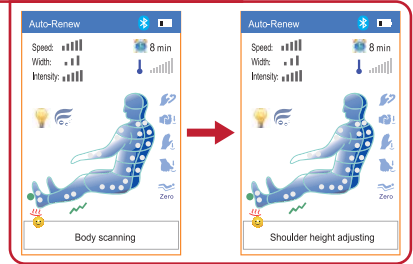 Auto-Renew
Speed:
8 min
Width:
Intensity:
Zero
Body scanning
Auto-Renew
Speed:
8 min
Width:
Intensity:
Zero
Shoulder height adjusting